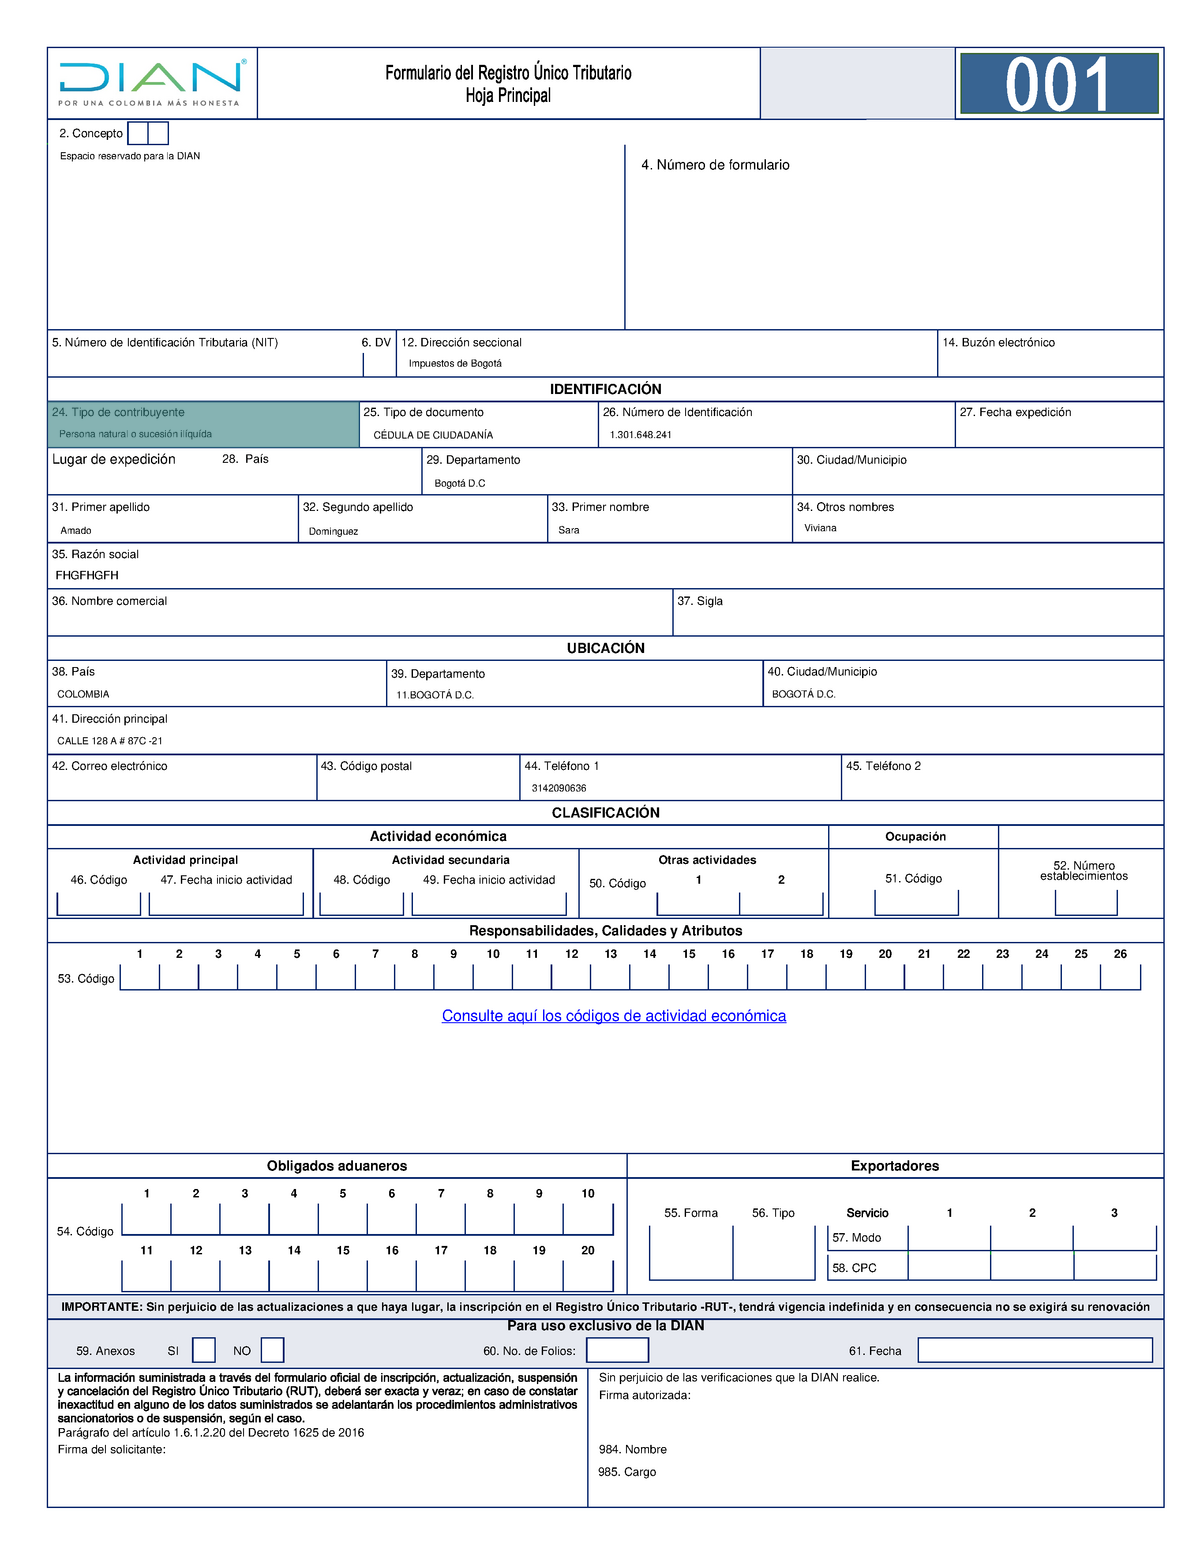 DIAN®
POR UNA COLOMBIA MÁS HONESTA
Formulario del Registro Único Tributario
Hoja Principal
001
2. Concepto
Espacio reservado para la DIAN
4. Número de formulario
5. Número de Identificación Tributaria (NIT) 6. DV 12. Dirección seccional 14. Buzón electrónico
Impuestos de Bogotá
IDENTIFICACIÓN
24. Tipo de contribuyente 25. Tipo de documento 26. Número de Identificación 27. Fecha expedición
Persona natural o sucesión ilíquida CÉDULA DE CIUDADANÍA 1.301.648.241
Lugar de expedición 28. País 29. Departamento 30. Ciudad/Municipio
Bogotá D.C
31. Primer apellido 32. Segundo apellido 33. Primer nombre 34. Otros nombres
Amado Dominguez Sara Viviana
35. Razón social
FHGFHGFH
36. Nombre comercial 37. Sigla
UBICACIÓN
38. País 39. Departamento 40. Ciudad/Municipio
COLOMBIA 11.BOGOTÁ D.C. BOGOTÁ D.C.
41. Dirección principal
CALLE 128 A # 87C -21
42. Correo electrónico 43. Código postal 44. Teléfono 1 45. Teléfono 2
3142090636
CLASIFICACIÓN
Actividad económica Ocupación
Actividad principal Actividad secundaria Otras actividades 52. Número
46. Código 47. Fecha inicio actividad 48. Código 49. Fecha inicio actividad 50. Código 1 2 51. Código establecimientos
Responsabilidades, Calidades y Atributos
1 2 3 4 5 6 7 8 9 10 11 12 13 14 15 16 17 18 19 20 21 22 23 24 25 26
53. Código
Consulte aquí los códigos de actividad económica
Obligados aduaneros Exportadores
1 2 3 4 5 6 7 8 9 10
55. Forma 56. Tipo Servicio 1 2 3
54. Código
57. Modo
11 12 13 14 15 16 17 18 19 20
58. CPC
IMPORTANTE: Sin perjuicio de las actualizaciones a que haya lugar, la inscripción en el Registro Único Tributario -RUT-, tendrá vigencia indefinida y en consecuencia no se exigirá su renovación
Para uso exclusivo de la DIAN
59. Anexos SI NO 60. No. de Folios: 61. Fecha
La información suministrada a través del formulario oficial de inscripción, actualización, suspensión
y cancelación del Registro Único Tributario (RUT), deberá ser exacta y veraz; en caso de constatar
inexactitud en alguno de los datos suministrados se adelantarán los procedimientos administrativos
sancionatorios o de suspensión, según el caso.
Parágrafo del artículo 1.6.1.2.20 del Decreto 1625 de 2016
Firma del solicitante:
Sin perjuicio de las verificaciones que la DIAN realice.
Firma autorizada:
984. Nombre
985. Cargo